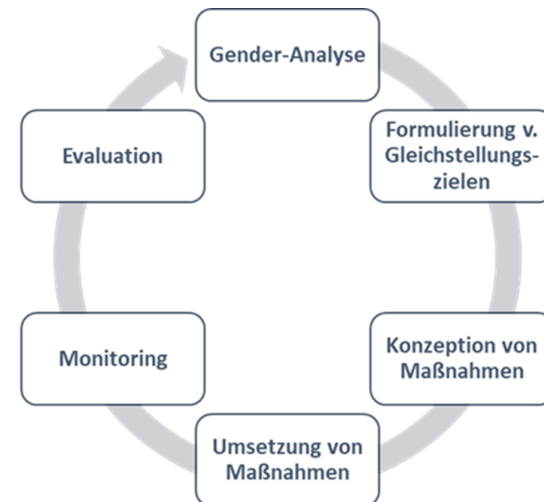 Gender-Analyse
Formulierung v.
Gleichstellungs-
zielen
Konzeption von
Maßnahmen
Umsetzung von
Maßnahmen
Monitoring
Evaluation